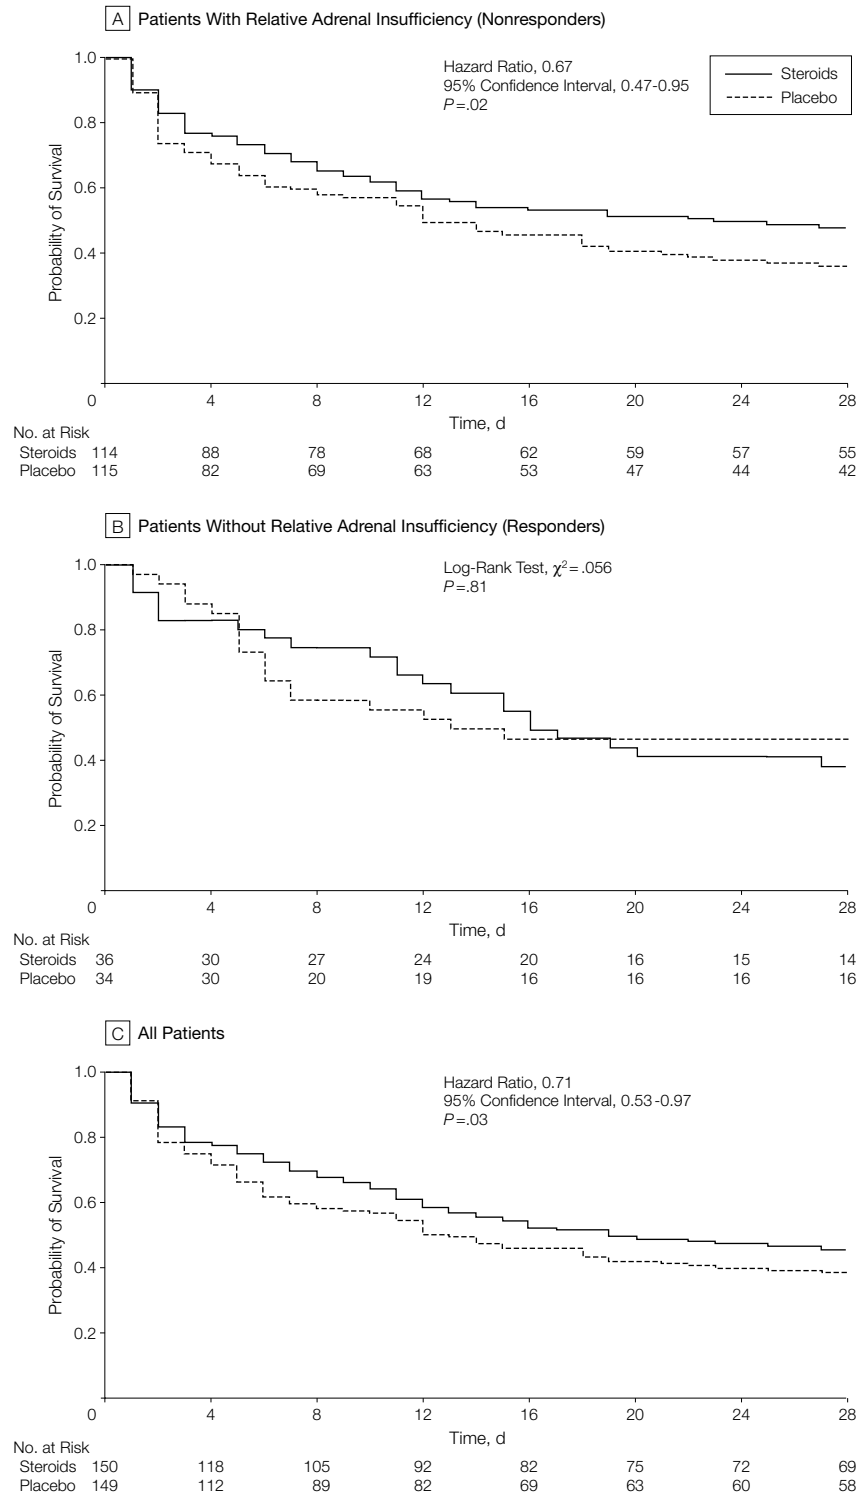 A Patients With Relative Adrenal Insufficiency (Nonresponders)
Hazard Ratio, 0.67
95% Confidence Interval, 0.47-0.95
P=.02
Steroids
Placebo
Probability of Survival
1.0
0.8
0.6
0.4
0.2
0 4 8 12 16 20 24 28
Time, d
No. at Risk
Steroids 114 88 78 68 62 59 57 55
Placebo 115 82 69 63 53 47 44 42
B Patients Without Relative Adrenal Insufficiency (Responders)
Log-Rank Test, χ²=.056
P=.81
Probability of Survival
1.0
0.8
0.6
0.4
0.2
0 4 8 12 16 20 24 28
Time, d
No. at Risk
Steroids 36 30 27 24 20 16 15 14
Placebo 34 30 20 19 16 16 16 16
C All Patients
Hazard Ratio, 0.71
95% Confidence Interval, 0.53-0.97
P=.03
Probability of Survival
1.0
0.8
0.6
0.4
0.2
0 4 8 12 16 20 24 28
Time, d
No. at Risk
Steroids 150 118 105 92 82 75 72 69
Placebo 149 112 89 82 69 63 60 58